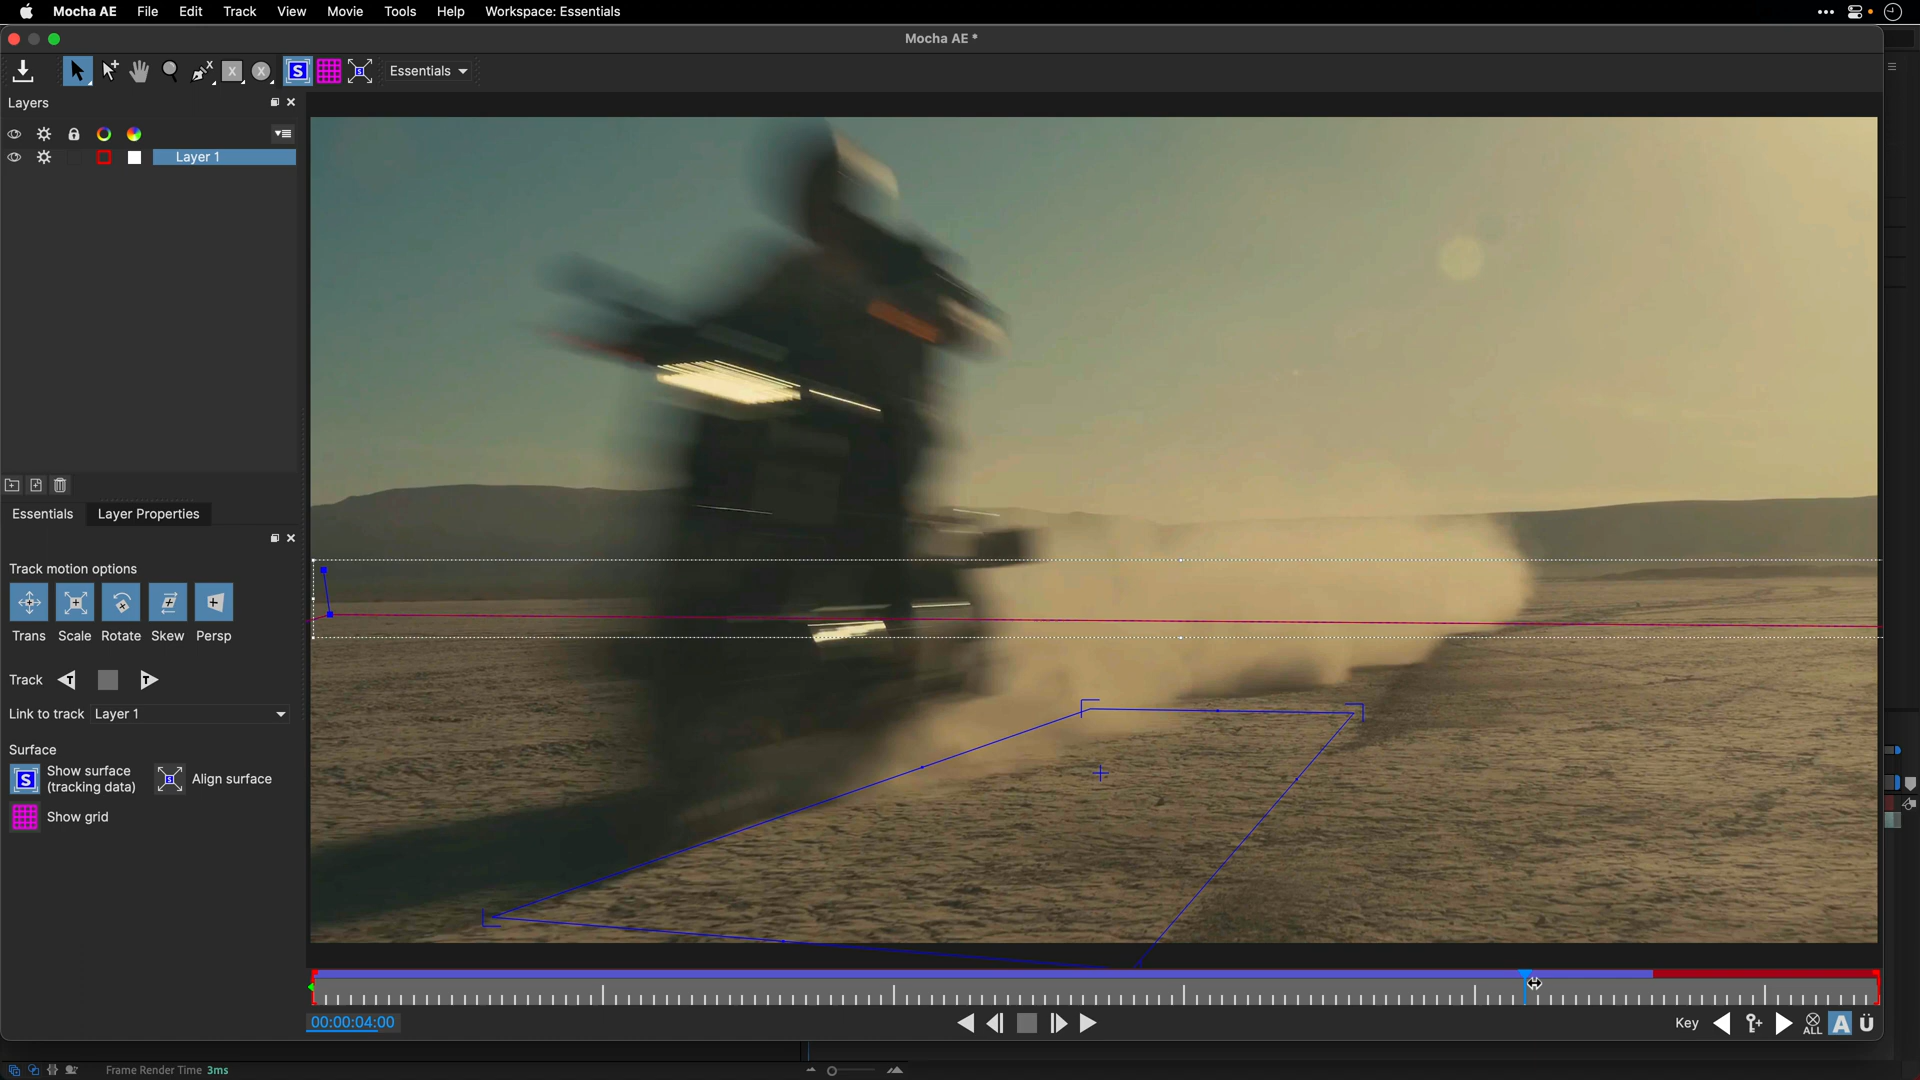 Mocha AE File Edit Track View Movie Tools Help Workspace: Essentials
Mocha AE *
Essentials
Layers
Layer 1
Essentials Layer Properties
Track motion options
Trans Scale Rotate Skew Persp
Track T T
Link to track Layer 1
Surface
S Show surface
(tracking data)
S Align surface
Show grid
00:00:04:00
Key ALL A Ü
Frame Render Time 3ms